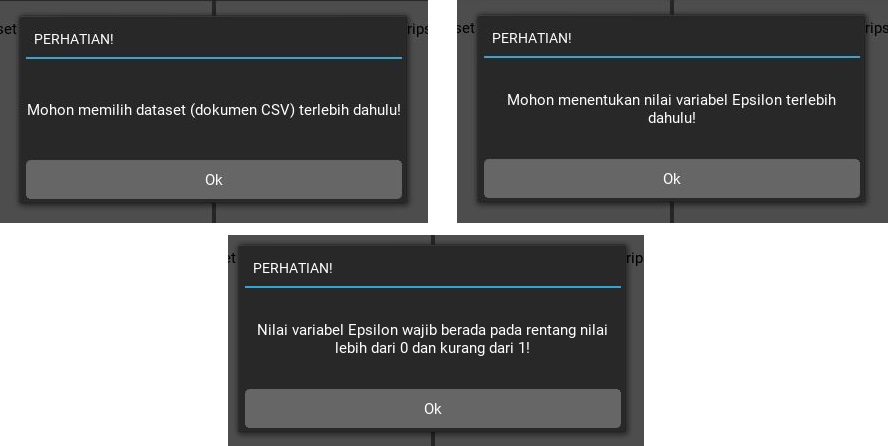 set
rips
PERHATIAN!
Mohon memilih dataset (dokumen CSV) terlebih dahulu!
Ok
set
rips
PERHATIAN!
Mohon menentukan nilai variabel Epsilon terlebih
dahulu!
Ok
et
rip
PERHATIAN!
Nilai variabel Epsilon wajib berada pada rentang nilai
lebih dari 0 dan kurang dari 1!
Ok